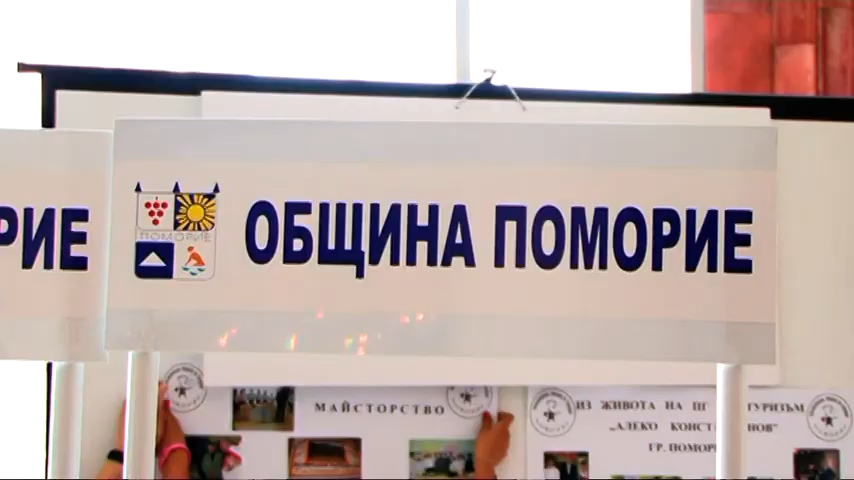 РИЕ
ПОМОРИЕ
ОБЩИНА ПОМОРИЕ
МАЙСТОРСТВО
ИЗ ЖИВОТА НА ПГ ТУРИЗЪМ
"АЛЕКО КОНСТ НОВ"
ГР. ПОМОР